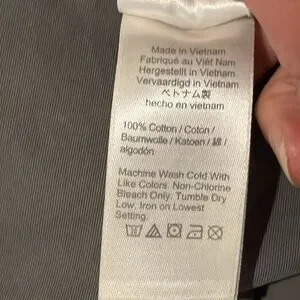 Made in Vietnam
Fabriqué au Viêt Nam
Hergestellt in Vietnam
Vervaardigd in Vietnam
ベトナム製
hecho en vietnam
100% Cotton / Coton /
Baumwolle / Katoen / 綿 /
algodón
Machine Wash Cold With
Like Colors. Non-Chlorine
Bleach Only. Tumble Dry
Low. Iron on Lowest
Setting.